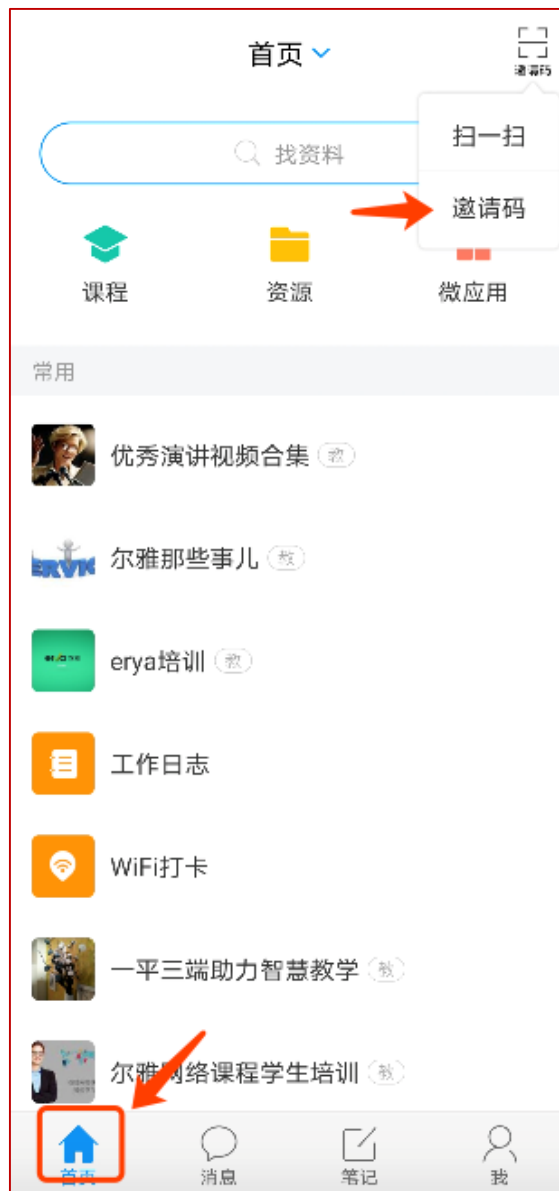 首页
邀请码
扫一扫
找资料
邀请码
课程
资源
微应用
常用
优秀演讲视频合集 教
尔雅那些事儿 教
erya培训 教
工作日志
WiFi打卡
一平三端助力智慧教学 教
尔雅网络课程学生培训 教
首页
消息
笔记
我